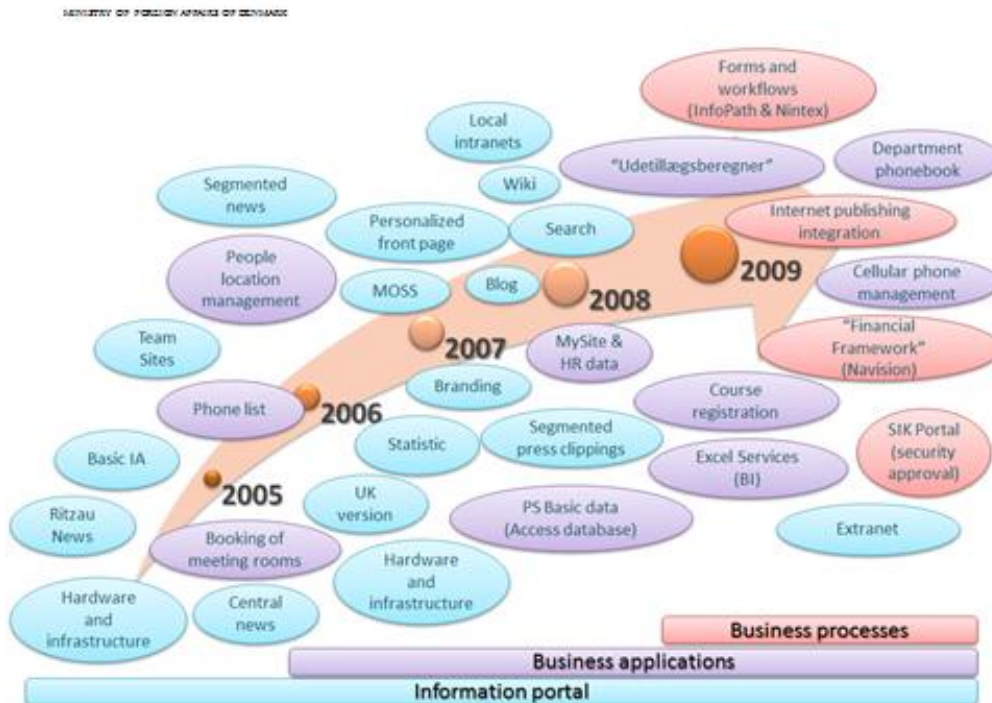 MINISTRY OF FOREIGN AFFAIRS OF DENMARK
Forms and
workflows
(InfoPath & Nintex)
Local
intranets
"Udetillægsberegner"
Department
phonebook
Segmented
news
Wiki
Personalized
front page
Search
Internet publishing
integration
People
location
management
MOSS
Blog
2008
2009
Cellular phone
management
Team
Sites
2007
MySite &
HR data
"Financial
Framework"
(Navision)
Phone list
2006
Branding
Course
registration
Basic IA
Statistic
Segmented
press clippings
SIK Portal
(security
approval)
2005
Excel Services
(BI)
Ritzau
News
UK
version
PS Basic data
(Access database)
Extranet
Booking of
meeting rooms
Hardware
and
infrastructure
Hardware
and
infrastructure
Central
news
Business processes
Business applications
Information portal